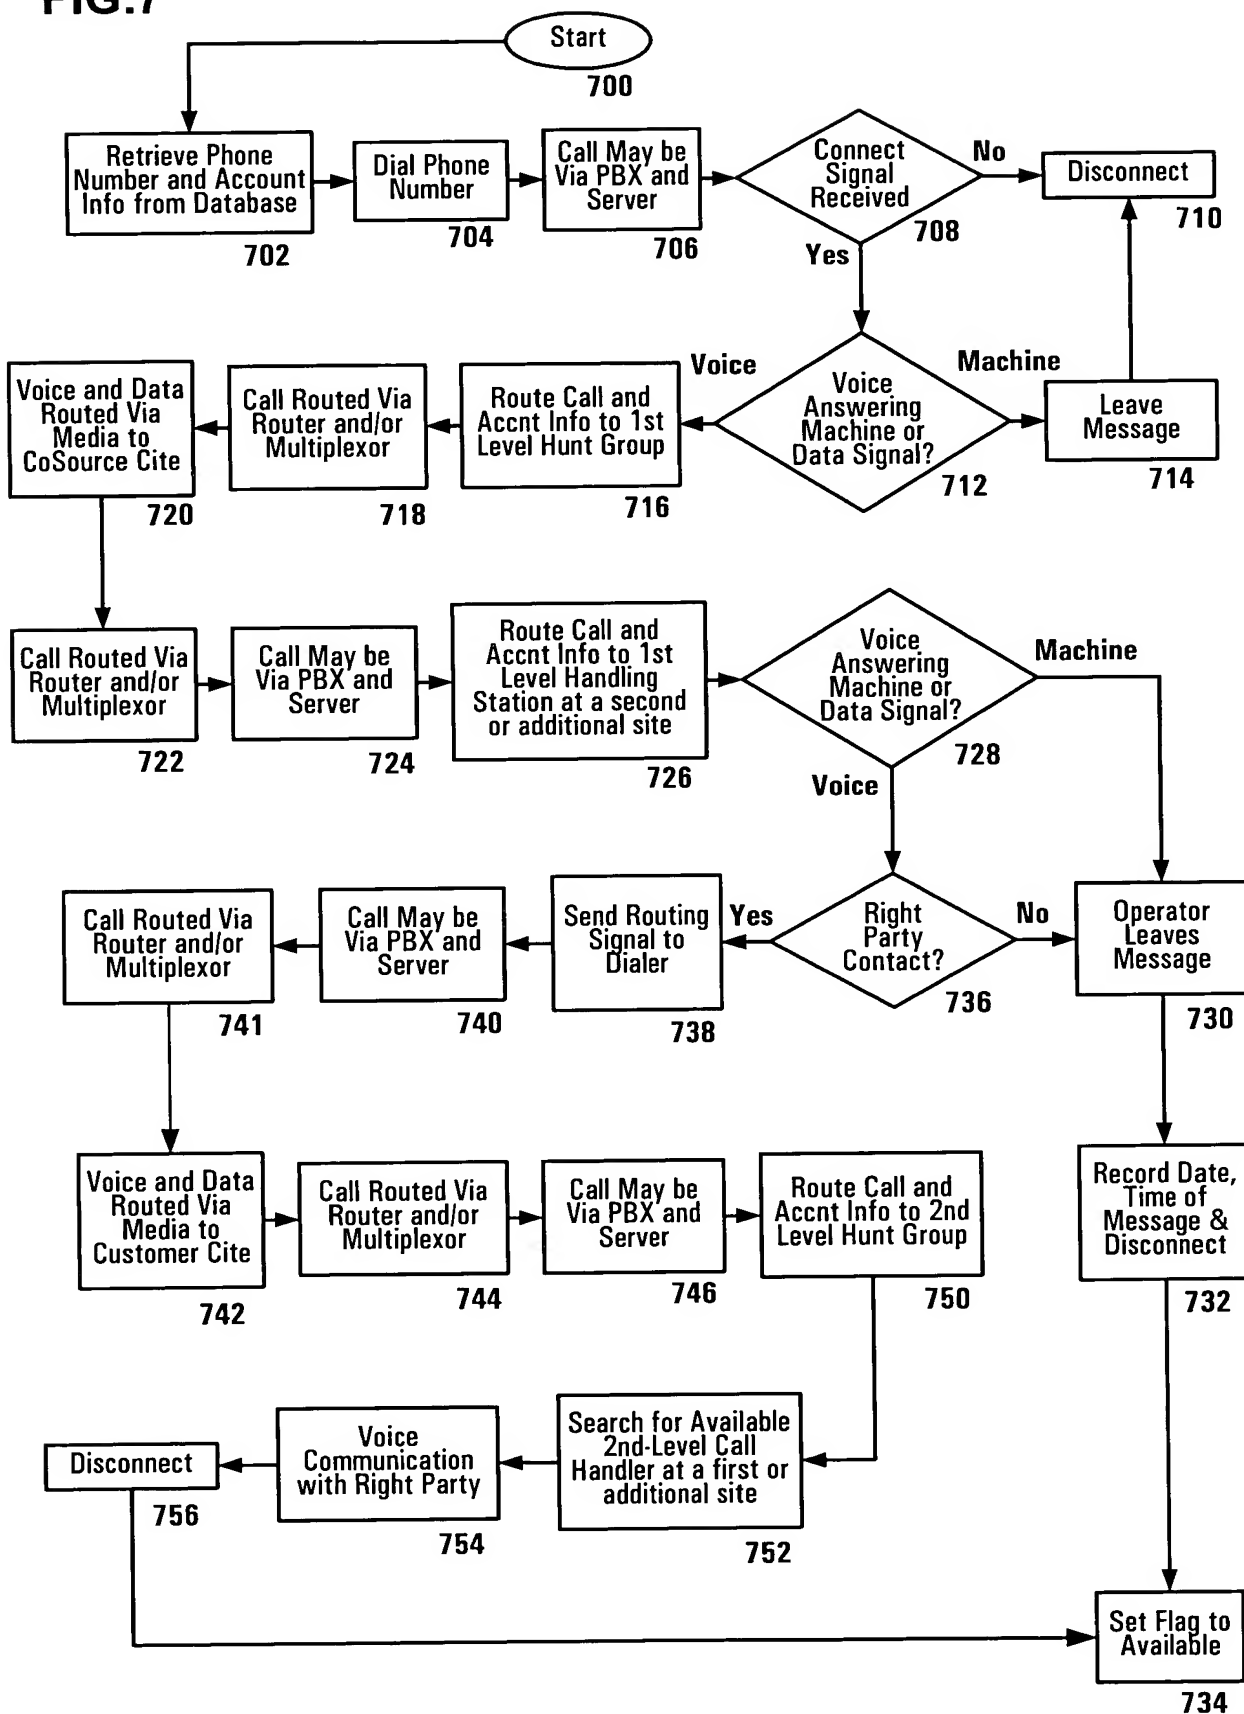 FIG.7
Start
700
Retrieve Phone
Number and Account
Info from Database
702
Dial Phone
Number
704
Call May be
Via PBX and
Server
706
Connect
Signal
Received
708
No
Yes
Disconnect
710
Voice
Answering
Machine or
Data Signal?
712
Voice
Machine
Leave
Message
714
Route Call and
Accnt Info to 1st
Level Hunt Group
716
Call Routed Via
Router and/or
Multiplexor
718
Voice and Data
Routed Via
Media to
CoSource Cite
720
Call Routed Via
Router and/or
Multiplexor
722
Call May be
Via PBX and
Server
724
Route Call and
Accnt Info to 1st
Level Handling
Station at a second
or additional site
726
Voice
Answering
Machine or
Data Signal?
728
Machine
Voice
Right
Party
Contact?
736
No
Yes
Operator
Leaves
Message
730
Send Routing
Signal to
Dialer
738
Call May be
Via PBX and
Server
740
Call Routed Via
Router and/or
Multiplexor
741
Voice and Data
Routed Via
Media to
Customer Cite
742
Call Routed Via
Router and/or
Multiplexor
744
Call May be
Via PBX and
Server
746
Route Call and
Accnt Info to 2nd
Level Hunt Group
750
Record Date,
Time of
Message &
Disconnect
732
Search for Available
2nd-Level Call
Handler at a first or
additional site
752
Voice
Communication
with Right Party
754
Disconnect
756
Set Flag to
Available
734